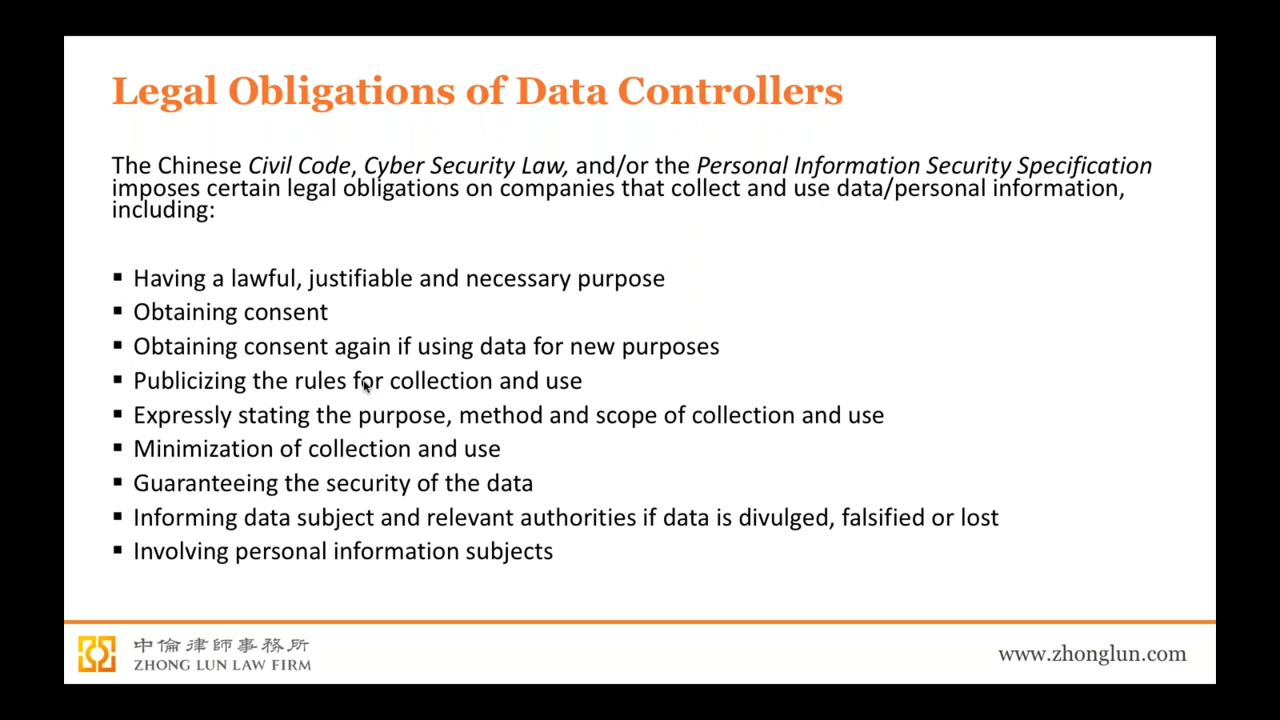 Legal Obligations of Data Controllers
The Chinese Civil Code, Cyber Security Law, and/or the Personal Information Security Specification
imposes certain legal obligations on companies that collect and use data/personal information,
including:
▪ Having a lawful, justifiable and necessary purpose
▪ Obtaining consent
▪ Obtaining consent again if using data for new purposes
▪ Publicizing the rules for collection and use
▪ Expressly stating the purpose, method and scope of collection and use
▪ Minimization of collection and use
▪ Guaranteeing the security of the data
▪ Informing data subject and relevant authorities if data is divulged, falsified or lost
▪ Involving personal information subjects
中倫律師事務所
ZHONG LUN LAW FIRM
www.zhonglun.com